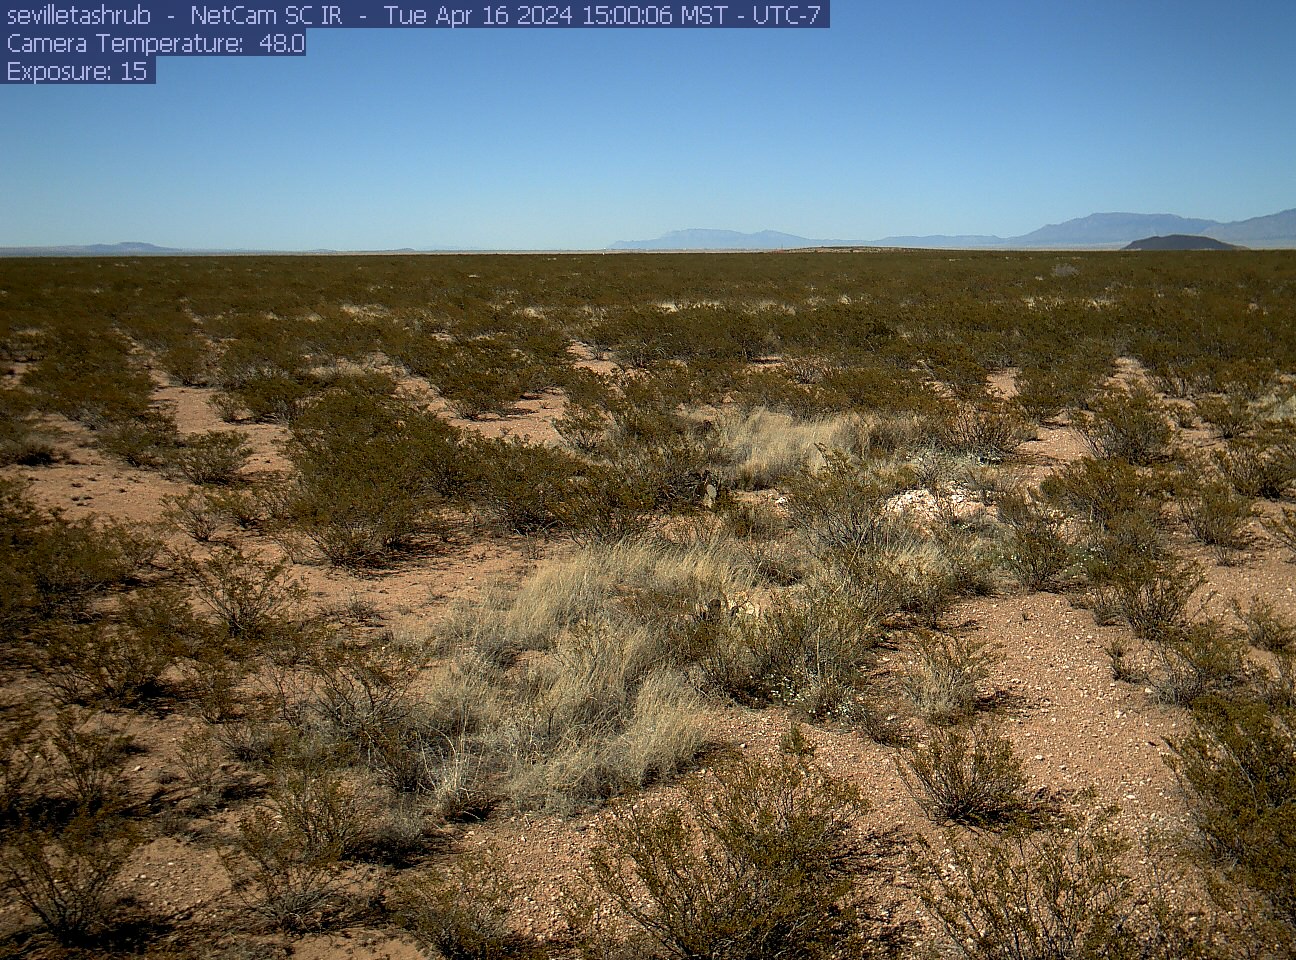 sevilletashrub - NetCam SC IR - Tue Apr 16 2024 15:00:06 MST - UTC-7
Camera Temperature: 48.0
Exposure: 15